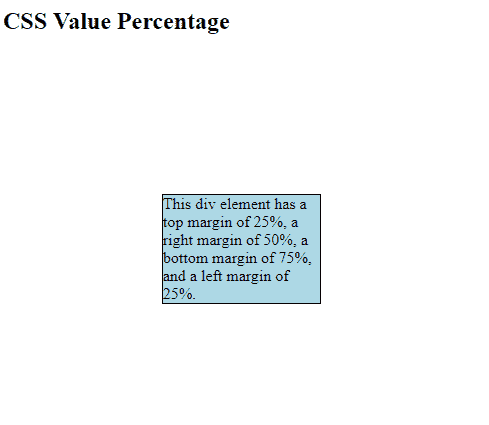 CSS Value Percentage
This div element has a
top margin of 25%, a
right margin of 50%, a
bottom margin of 75%,
and a left margin of
25%.